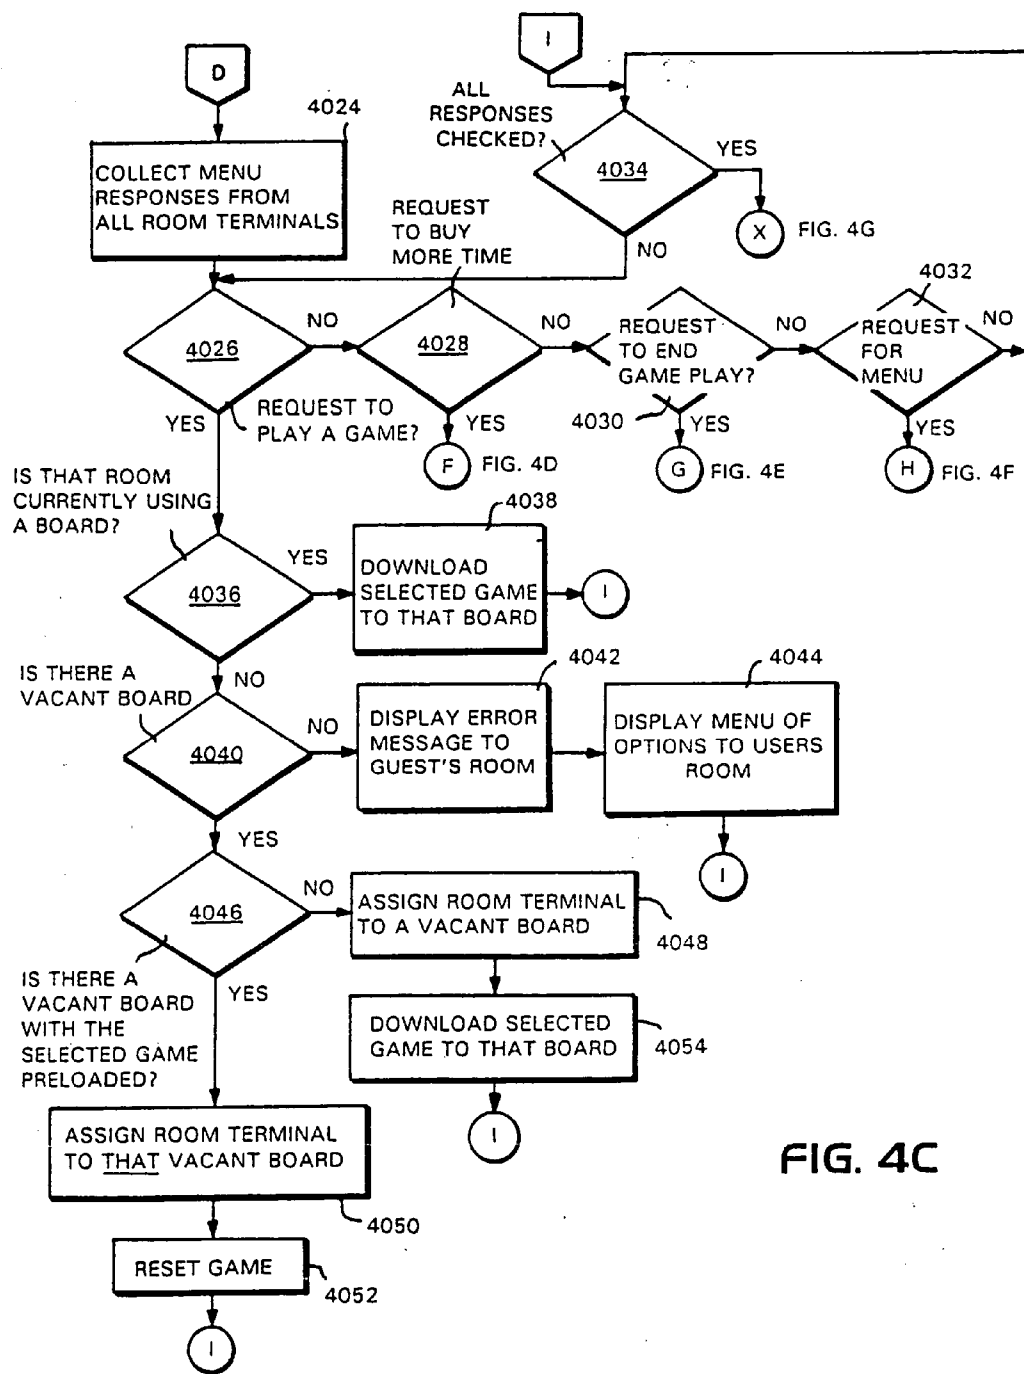 I
D
4024
COLLECT MENU
RESPONSES FROM
ALL ROOM TERMINALS
ALL
RESPONSES
CHECKED?
4034
YES
X
FIG. 4G
NO
REQUEST
TO BUY
MORE TIME
4026
NO
YES
REQUEST TO
PLAY A GAME?
4028
NO
YES
F
FIG. 4D
REQUEST
TO END
GAME PLAY?
4030
NO
YES
G
FIG. 4E
4032
REQUEST
FOR
MENU
NO
YES
H
FIG. 4F
IS THAT ROOM
CURRENTLY USING
A BOARD?
4036
YES
4038
DOWNLOAD
SELECTED GAME
TO THAT BOARD
I
NO
IS THERE A
VACANT BOARD
4040
NO
4042
DISPLAY ERROR
MESSAGE TO
GUEST'S ROOM
4044
DISPLAY MENU OF
OPTIONS TO USERS
ROOM
I
YES
4046
NO
ASSIGN ROOM TERMINAL
TO A VACANT BOARD
4048
IS THERE A
VACANT BOARD
WITH THE
SELECTED GAME
PRELOADED?
YES
DOWNLOAD SELECTED
GAME TO THAT BOARD
4054
I
ASSIGN ROOM TERMINAL
TO THAT VACANT BOARD
4050
RESET GAME
4052
I
FIG. 4C